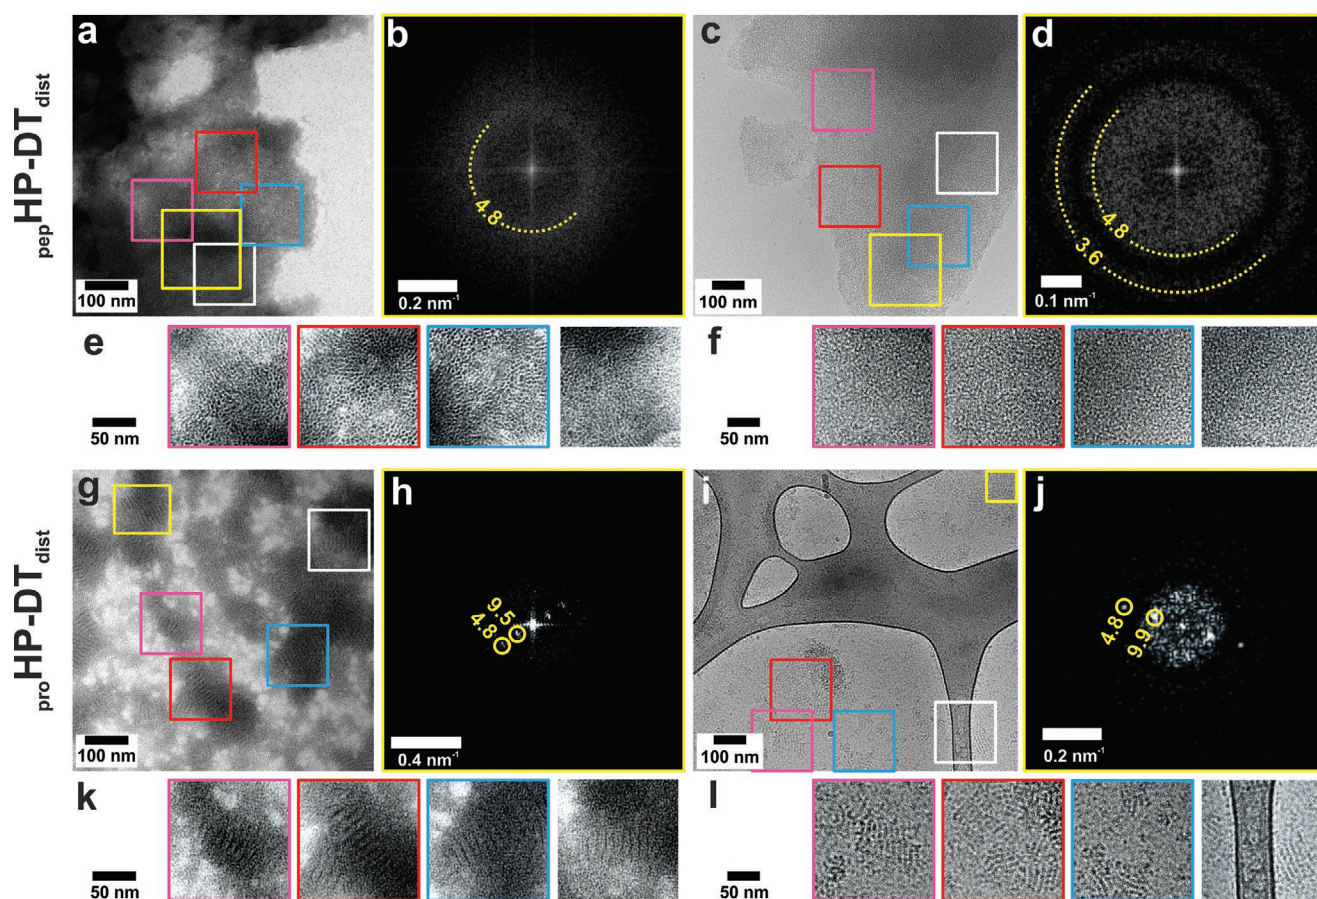 a
b
c
d
pepHP-DTdist
4.8
4.8
3.6
100 nm
0.2 nm-1
100 nm
0.1 nm-1
e
f
50 nm
50 nm
g
h
i
j
proHP-DTdist
9.5
4.8
4.8
9.9
100 nm
0.4 nm-1
100 nm
0.2 nm-1
k
l
50 nm
50 nm